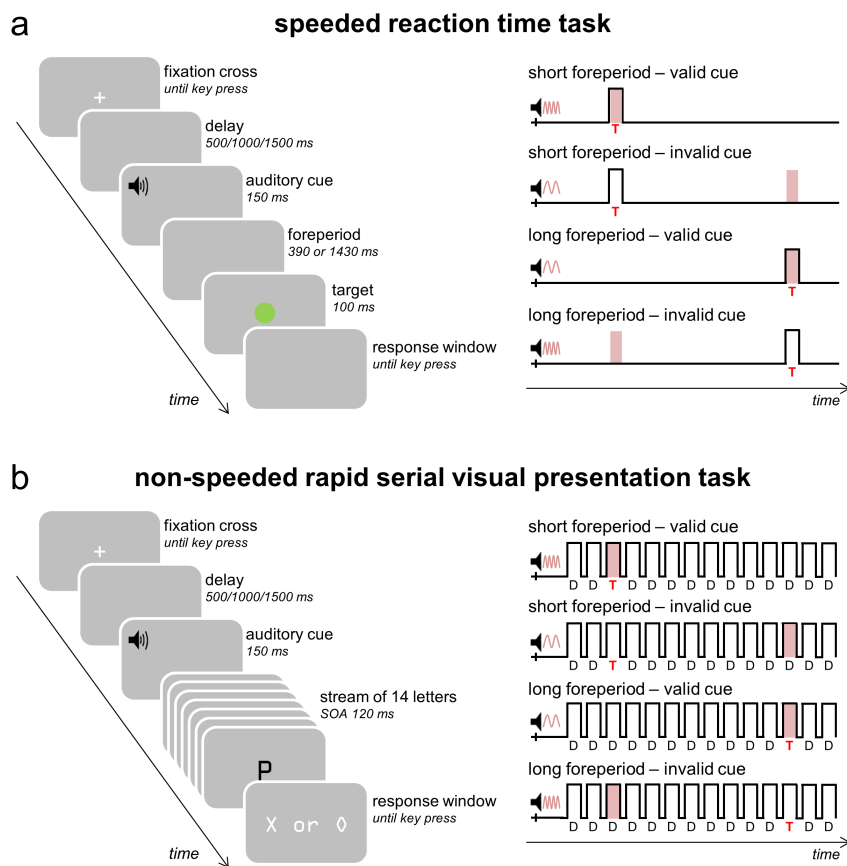 a
speeded reaction time task
fixation cross
until key press
delay
500/1000/1500 ms
auditory cue
150 ms
foreperiod
390 or 1430 ms
target
100 ms
response window
until key press
time
short foreperiod – valid cue
T
short foreperiod – invalid cue
T
long foreperiod – valid cue
T
long foreperiod – invalid cue
T
time
b
non-speeded rapid serial visual presentation task
fixation cross
until key press
delay
500/1000/1500 ms
auditory cue
150 ms
stream of 14 letters
SOA 120 ms
P
response window
until key press
X or O
time
short foreperiod – valid cue
D D T D D D D D D D D D D D
short foreperiod – invalid cue
D D T D D D D D D D D D D D
long foreperiod – valid cue
D D D D D D D D D D D T D D
long foreperiod – invalid cue
D D D D D D D D D D D T D D
time